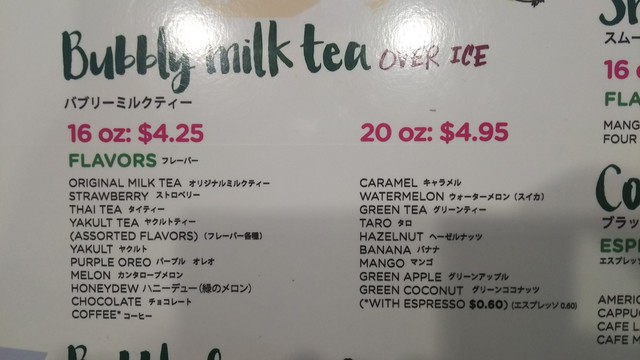 Bubbly milk tea OVER ICE
バブリーミルクティー
16 oz: $4.25
20 oz: $4.95
FLAVORS フレーバー
ORIGINAL MILK TEA オリジナルミルクティー
STRAWBERRY ストロベリー
THAI TEA タイティー
YAKULT TEA ヤクルトティー
(ASSORTED FLAVORS) (フレーバー各種)
YAKULT ヤクルト
PURPLE OREO パープル オレオ
MELON カンタロープメロン
HONEYDEW ハニーデュー(緑のメロン)
CHOCOLATE チョコレート
COFFEE* コーヒー
CARAMEL キャラメル
WATERMELON ウォーターメロン (スイカ)
GREEN TEA グリーンティー
TARO タロ
HAZELNUT ヘーゼルナッツ
BANANA バナナ
MANGO マンゴ
GREEN APPLE グリーンアップル
GREEN COCONUT グリーンココナッツ
(*WITH ESPRESSO $0.60) (エスプレッソ 0.60)
スムー
16
FLA
MANG
FOUR
Co
ブラッ
ESP
エスプレッ
AMERIC
CAPPUC
CAFE L
CAFE M